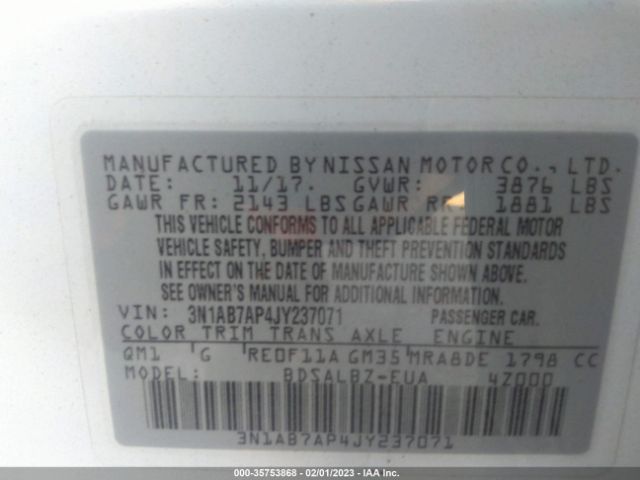 MANUFACTURED BY NISSAN MOTOR CO., LTD.
DATE: 11/17. GVWR: 3876 LBS
GAWR FR: 2143 LBS GAWR RR: 1881 LBS
THIS VEHICLE CONFORMS TO ALL APPLICABLE FEDERAL MOTOR
VEHICLE SAFETY, BUMPER AND THEFT PREVENTION STANDARDS
IN EFFECT ON THE DATE OF MANUFACTURE SHOWN ABOVE.
SEE OWNER'S MANUAL FOR ADDITIONAL INFORMATION.
VIN: 3N1AB7AP4JY237071 PASSENGER CAR.
COLOR TRIM TRANS AXLE ENGINE
QM1 G RE0F11A GM35 MRA8DE 1798 CC
MODEL BDSALBZ-EUA 4Z000
3N1AB7AP4JY237071
© COPYRIGHT - 35753868 - 02/01/2023 - IAA Inc.